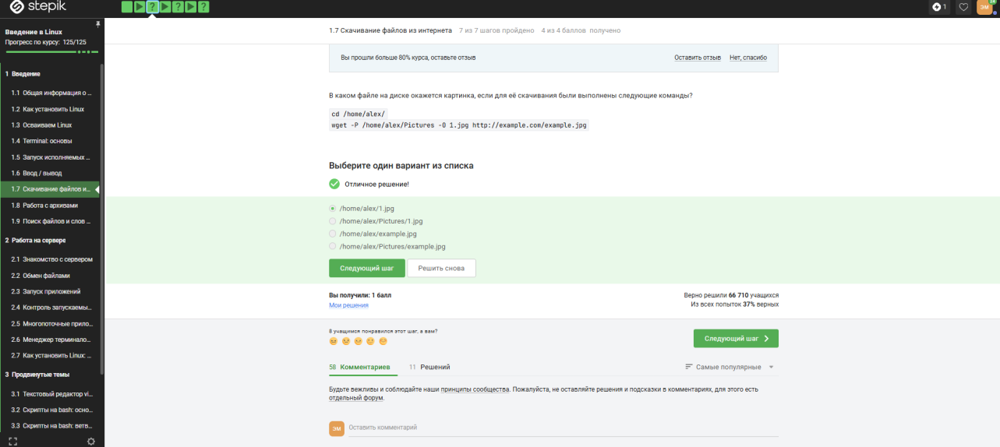 stepik
1
ЭМ
24
Введение в Linux
Прогресс по курсу: 125/125
1 Введение
1.1 Общая информация о ...
1.2 Как установить Linux
1.3 Осваиваем Linux
1.4 Terminal: основы
1.5 Запуск исполняемых ...
1.6 Ввод / вывод
1.7 Скачивание файлов и...
1.8 Работа с архивами
1.9 Поиск файлов и слов ...
2 Работа на сервере
2.1 Знакомство с сервером
2.2 Обмен файлами
2.3 Запуск приложений
2.4 Контроль запускаемы...
2.5 Многопоточные прило...
2.6 Менеджер терминало...
2.7 Как установить Linux: ...
3 Продвинутые темы
3.1 Текстовый редактор vi...
3.2 Скрипты на bash: осно...
3.3 Скрипты на bash: ветв...
1.7 Скачивание файлов из интернета 7 из 7 шагов пройдено 4 из 4 баллов получено
Вы прошли больше 80% курса, оставьте отзыв Оставить отзыв Нет, спасибо
В каком файле на диске окажется картинка, если для её скачивания были выполнены следующие команды?
cd /home/alex/
wget -P /home/alex/Pictures -O 1.jpg http://example.com/example.jpg
Выберите один вариант из списка
Отличное решение!
/home/alex/1.jpg
/home/alex/Pictures/1.jpg
/home/alex/example.jpg
/home/alex/Pictures/example.jpg
Следующий шаг Решить снова
Вы получили: 1 балл
Мои решения
Верно решили 66 710 учащихся
Из всех попыток 37% верных
8 учащимся понравился этот шаг, а вам?
Следующий шаг
58 Комментариев 11 Решений Самые популярные
Будьте вежливы и соблюдайте наши принципы сообщества. Пожалуйста, не оставляйте решения и подсказки в комментариях, для этого есть
отдельный форум.
ЭМ Оставить комментарий